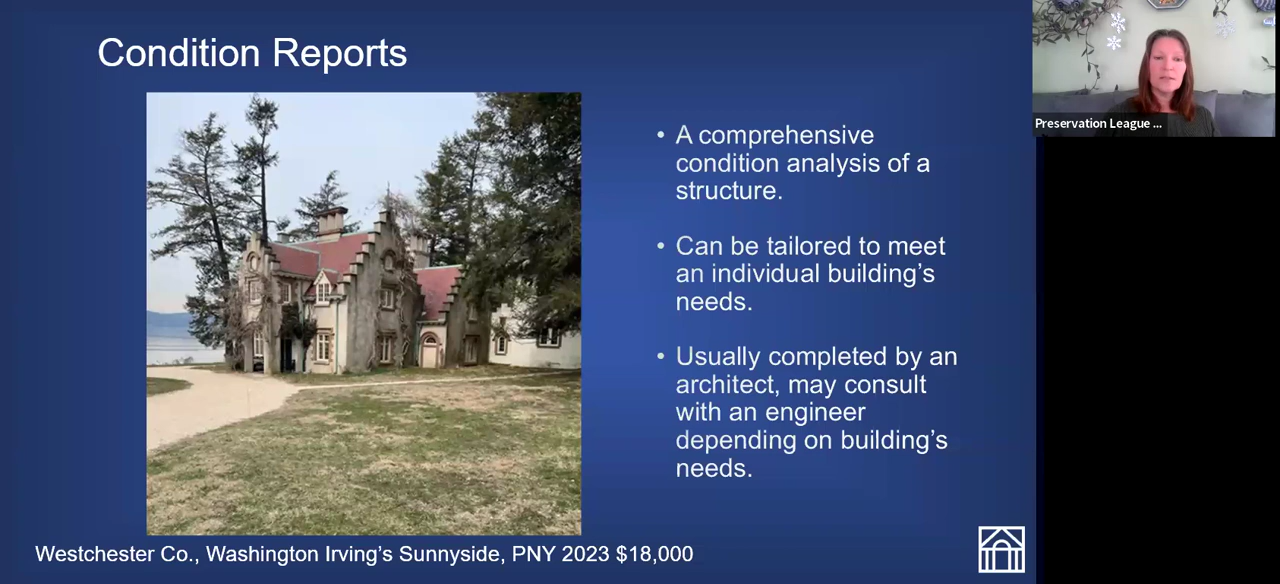 Condition Reports
• A comprehensive
condition analysis of a
structure.
• Can be tailored to meet
an individual building’s
needs.
• Usually completed by an
architect, may consult
with an engineer
depending on building’s
needs.
Westchester Co., Washington Irving’s Sunnyside, PNY 2023 $18,000
Preservation League ...